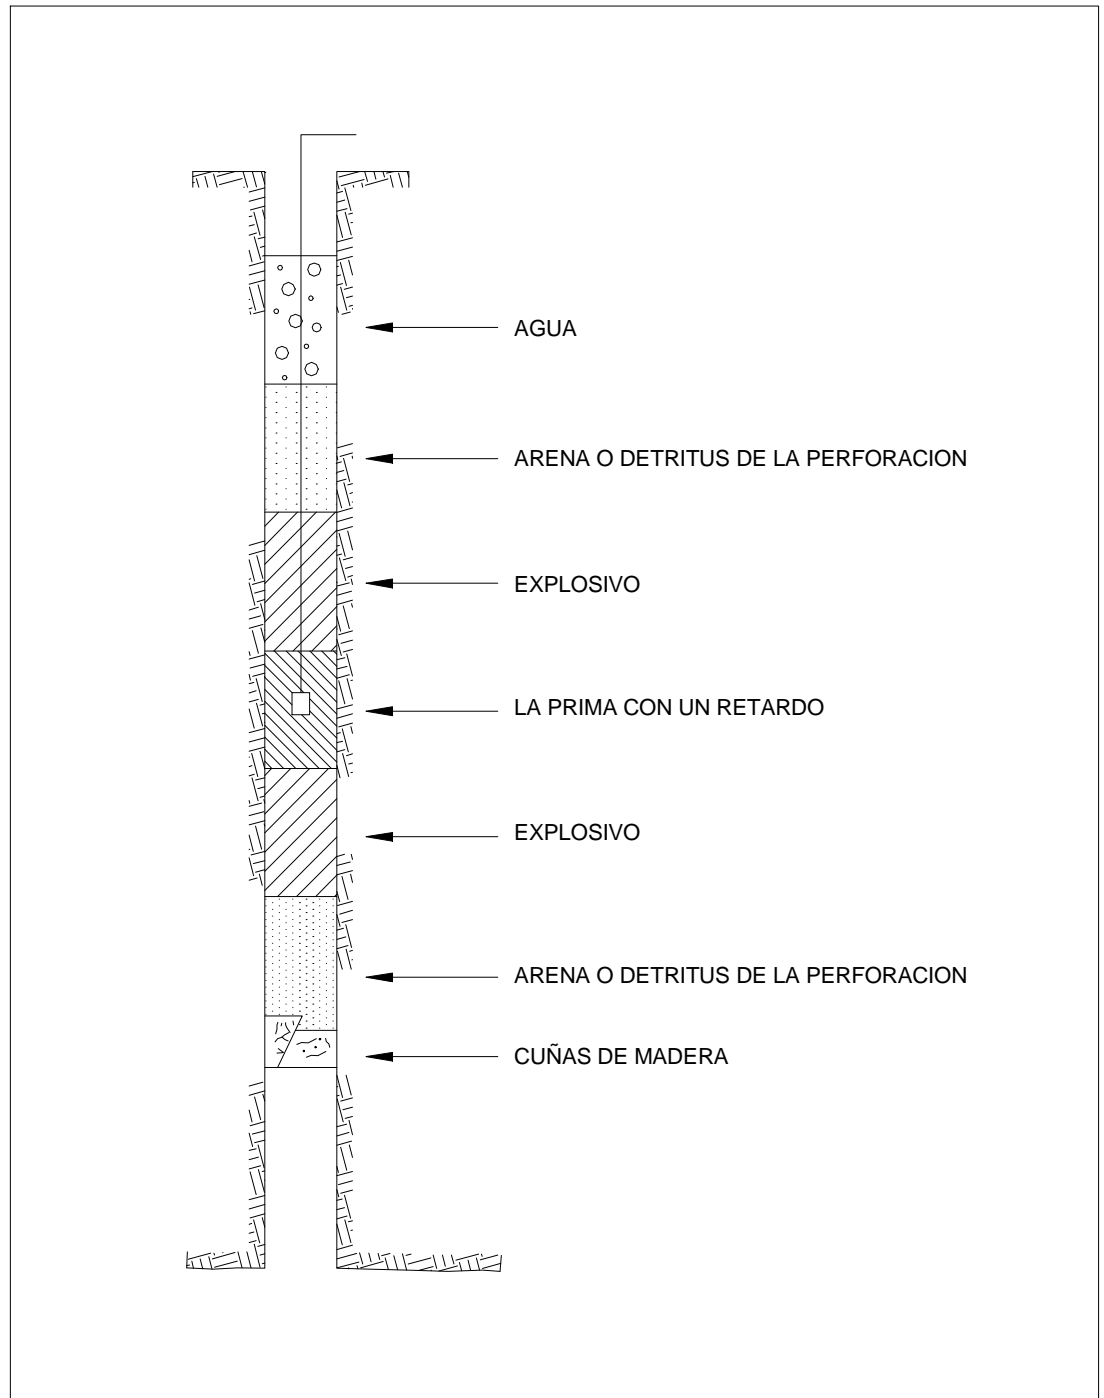 AGUA
ARENA O DETRITUS DE LA PERFORACION
EXPLOSIVO
LA PRIMA CON UN RETARDO
EXPLOSIVO
ARENA O DETRITUS DE LA PERFORACION
CUÑAS DE MADERA